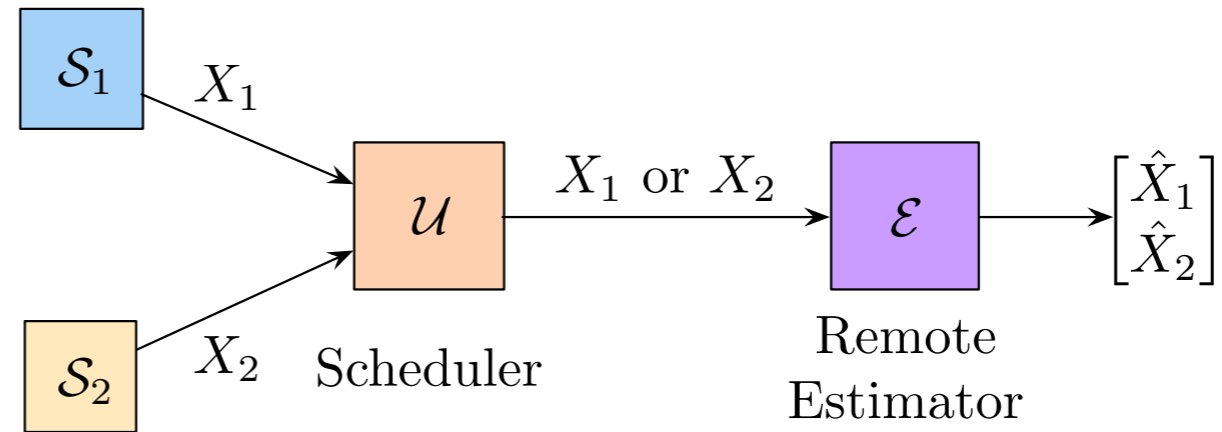 𝒮₁
X₁
𝒰
X₁ or X₂
ℰ
X̂₁
X̂₂
𝒮₂
X₂
Scheduler
Remote
Estimator